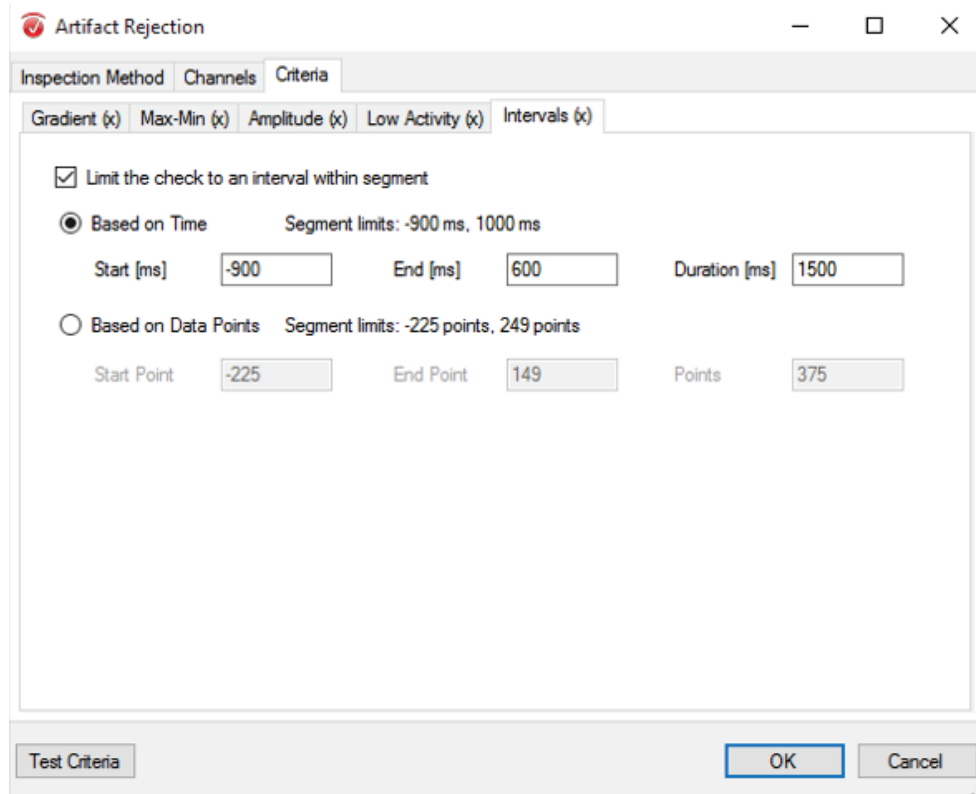 Artifact Rejection
Inspection Method Channels Criteria
Gradient (x) Max-Min (x) Amplitude (x) Low Activity (x) Intervals (x)
Limit the check to an interval within segment
Based on Time Segment limits: -900 ms, 1000 ms
Start [ms] -900 End [ms] 600 Duration [ms] 1500
Based on Data Points Segment limits: -225 points, 249 points
Start Point -225 End Point 149 Points 375
Test Criteria OK Cancel